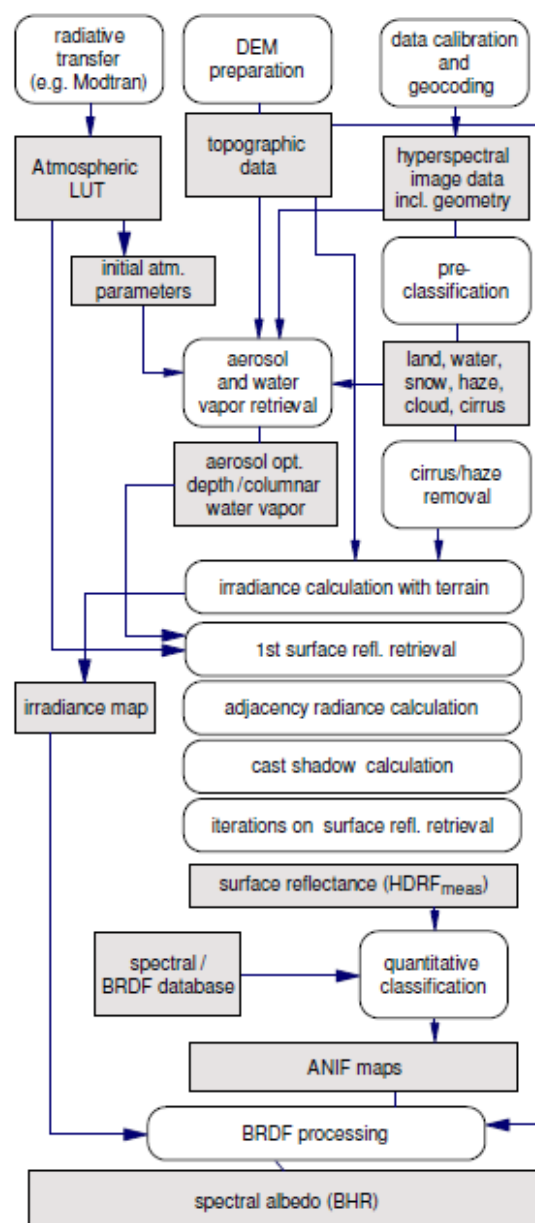 radiative
transfer
(e.g. Modtran)
DEM
preparation
data calibration
and
geocoding
Atmospheric
LUT
topographic
data
hyperspectral
image data
incl. geometry
initial atm.
parameters
pre-
classification
aerosol
and water
vapor retrieval
land, water,
snow, haze,
cloud, cirrus
aerosol opt.
depth/columnar
water vapor
cirrus/haze
removal
irradiance calculation with terrain
1st surface refl. retrieval
irradiance map
adjacency radiance calculation
cast shadow calculation
iterations on surface refl. retrieval
surface reflectance (HDRFmeas)
spectral /
BRDF database
quantitative
classification
ANIF maps
BRDF processing
spectral albedo (BHR)